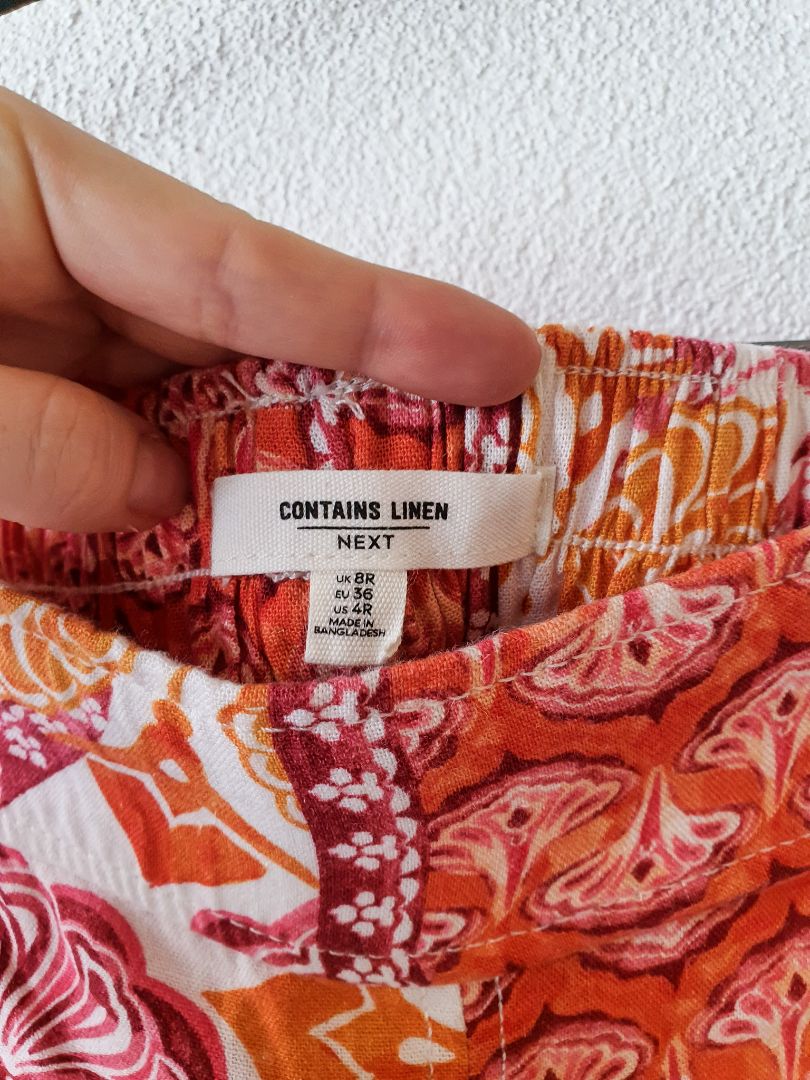 CONTAINS LINEN
NEXT
UK 8R
EU 36
US 4R
MADE IN
BANGLADESH